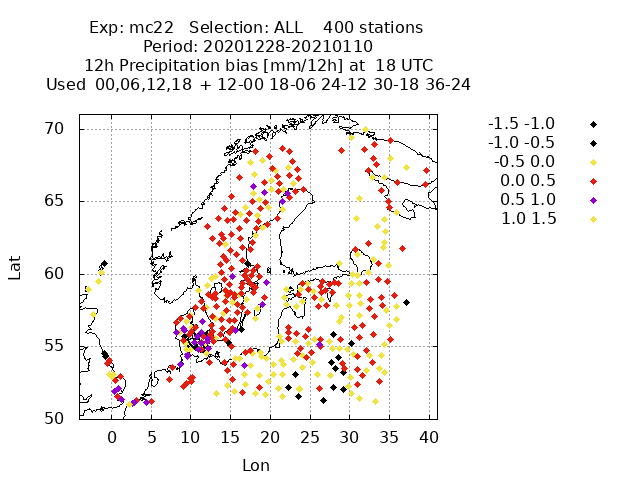 Exp: mc22 Selection: ALL 400 stations
Period: 20201228-20210110
12h Precipitation bias [mm/12h] at 18 UTC
Used 00,06,12,18 + 12-00 18-06 24-12 30-18 36-24
70
65
60
55
50
Lat
0 5 10 15 20 25 30 35 40
Lon
-1.5 -1.0
-1.0 -0.5
-0.5 0.0
0.0 0.5
0.5 1.0
1.0 1.5